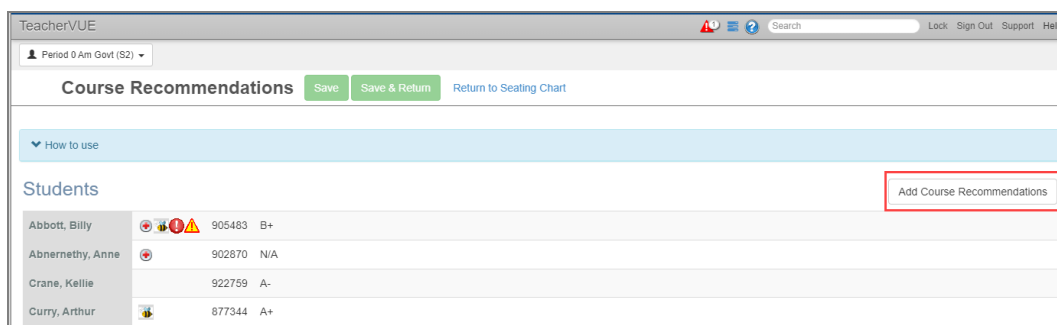 TeacherVUE Search Lock Sign Out Support Hel
Period 0 Am Govt (S2)
Course Recommendations Save Save & Return Return to Seating Chart
How to use
Students Add Course Recommendations
Abbott, Billy 905483 B+
Abnernethy, Anne 902870 N/A
Crane, Kellie 922759 A-
Curry, Arthur 877344 A+